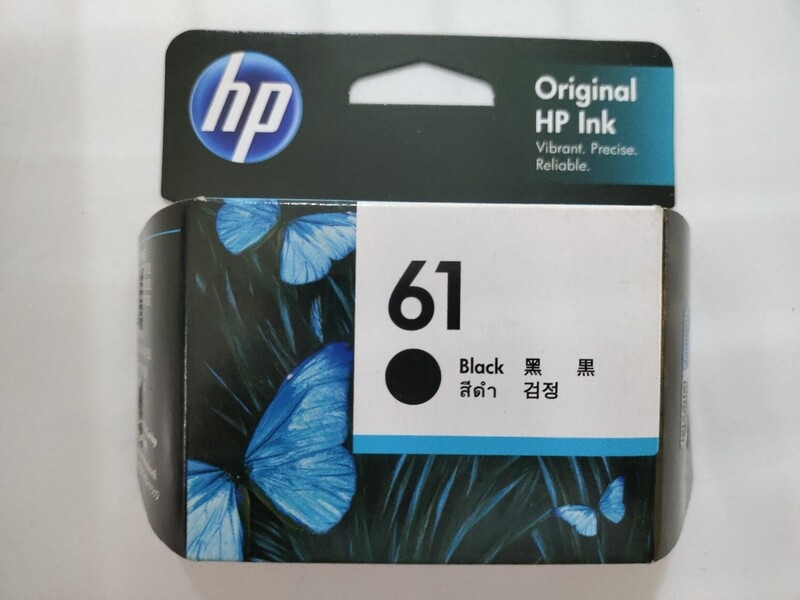 hp
Original
HP Ink
Vibrant. Precise.
Reliable.
61
Black 黑 黒
สีดำ 검정